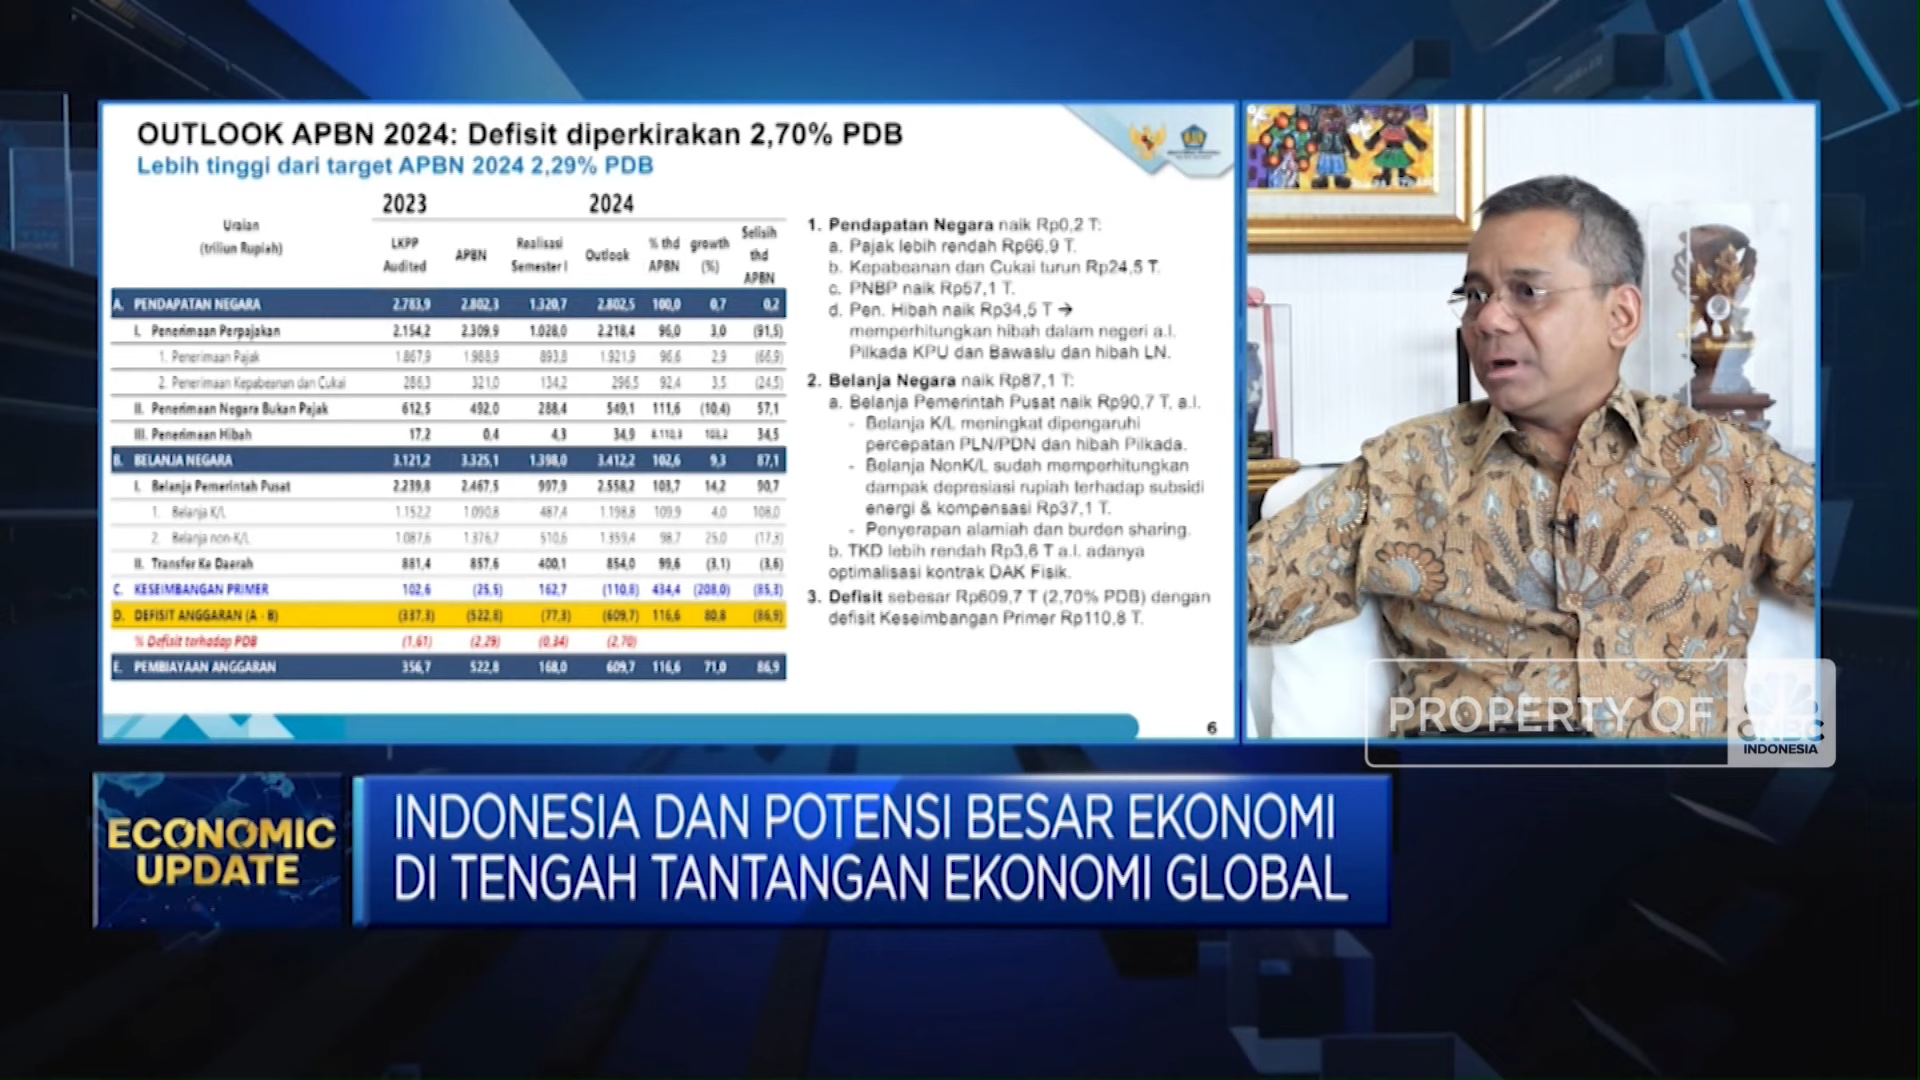 OUTLOOK APBN 2024: Defisit diperkirakan 2,70% PDB
Lebih tinggi dari target APBN 2024 2,29% PDB
2023 2024
Uraian
(triliun Rupiah)
LKPP
Audited
APBN
Realisasi
Semester I
Outlook
% thd
APBN
growth
(%)
Selisih
thd
APBN
A. PENDAPATAN NEGARA 2.783,9 2.802,3 1.320,7 2.802,5 100,0 0,7 0,2
I. Penerimaan Perpajakan 2.154,2 2.309,9 1.028,0 2.218,4 96,0 3,0 (91,5)
1. Penerimaan Pajak 1.867,9 1.988,9 893,8 1.921,9 96,6 2,9 (66,9)
2. Penerimaan Kepabeanan dan Cukai 286,3 321,0 134,2 296,5 92,4 3,5 (24,5)
II. Penerimaan Negara Bukan Pajak 612,5 492,0 288,4 549,1 111,6 (10,4) 57,1
III. Penerimaan Hibah 17,2 0,4 4,3 34,9 34,5
B. BELANJA NEGARA 3.121,2 3.325,1 1.398,0 3.412,2 102,6 9,3 87,1
I. Belanja Pemerintah Pusat 2.239,8 2.467,5 997,9 2.558,2 103,7 14,2 90,7
1. Belanja K/L 1.152,2 1.090,8 487,4 1.198,8 109,9 4,0 108,0
2. Belanja non-K/L 1.087,6 1.376,7 510,6 1.359,4 98,7 25,0 (17,3)
II. Transfer Ke Daerah 881,4 857,6 400,1 854,0 99,6 (3,1) (3,6)
C. KESEIMBANGAN PRIMER 102,6 (25,5) 162,7 (110,8) 434,4 (208,0) (85,3)
D. DEFISIT ANGGARAN (A - B) (337,3) (522,8) (77,3) (609,7) 116,6 80,8 (86,9)
% Defisit terhadap PDB (1,61) (2,29) (0,34) (2,70)
E. PEMBIAYAAN ANGGARAN 356,7 522,8 168,0 609,7 116,6 71,0 86,9
1. Pendapatan Negara naik Rp0,2 T:
a. Pajak lebih rendah Rp66,9 T.
b. Kepabeanan dan Cukai turun Rp24,5 T.
c. PNBP naik Rp57,1 T.
d. Pen. Hibah naik Rp34,5 T →
memperhitungkan hibah dalam negeri a.l.
Pilkada KPU dan Bawaslu dan hibah LN.
2. Belanja Negara naik Rp87,1 T:
a. Belanja Pemerintah Pusat naik Rp90,7 T, a.l.
- Belanja K/L meningkat dipengaruhi
percepatan PLN/PDN dan hibah Pilkada.
- Belanja NonK/L sudah memperhitungkan
dampak depresiasi rupiah terhadap subsidi
energi & kompensasi Rp37,1 T.
- Penyerapan alamiah dan burden sharing.
b. TKD lebih rendah Rp3,6 T a.l. adanya
optimalisasi kontrak DAK Fisik.
3. Defisit sebesar Rp609,7 T (2,70% PDB) dengan
defisit Keseimbangan Primer Rp110,8 T.
6
PROPERTY OF
CNBC
INDONESIA
ECONOMIC
UPDATE
INDONESIA DAN POTENSI BESAR EKONOMI
DI TENGAH TANTANGAN EKONOMI GLOBAL